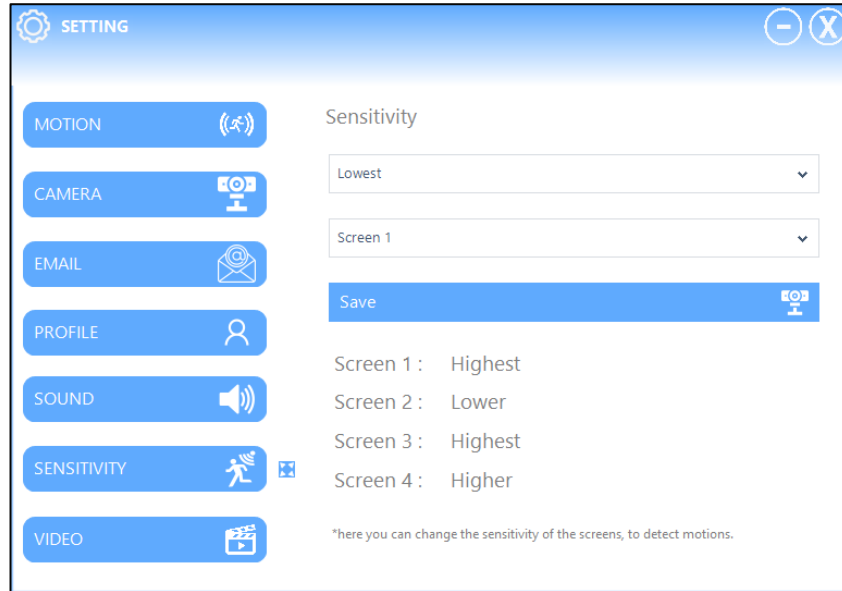 SETTING
MOTION
CAMERA
EMAIL
PROFILE
SOUND
SENSITIVITY
VIDEO
Sensitivity
Lowest
Screen 1
Save
Screen 1 : Highest
Screen 2 : Lower
Screen 3 : Highest
Screen 4 : Higher
*here you can change the sensitivity of the screens, to detect motions.